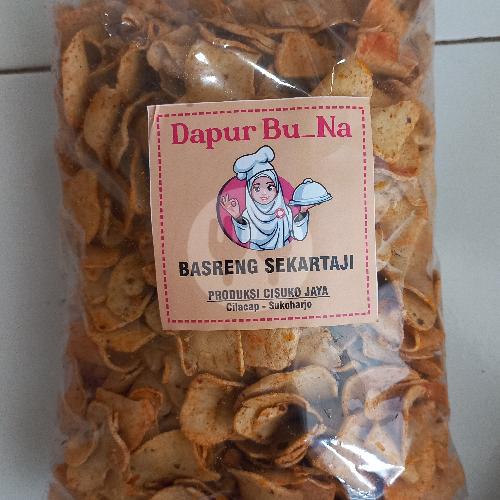 Dapur Bu_Na
BASRENG SEKARTAJI
PRODUKSI CISUKO JAYA
Cilacap - Sukoharjo